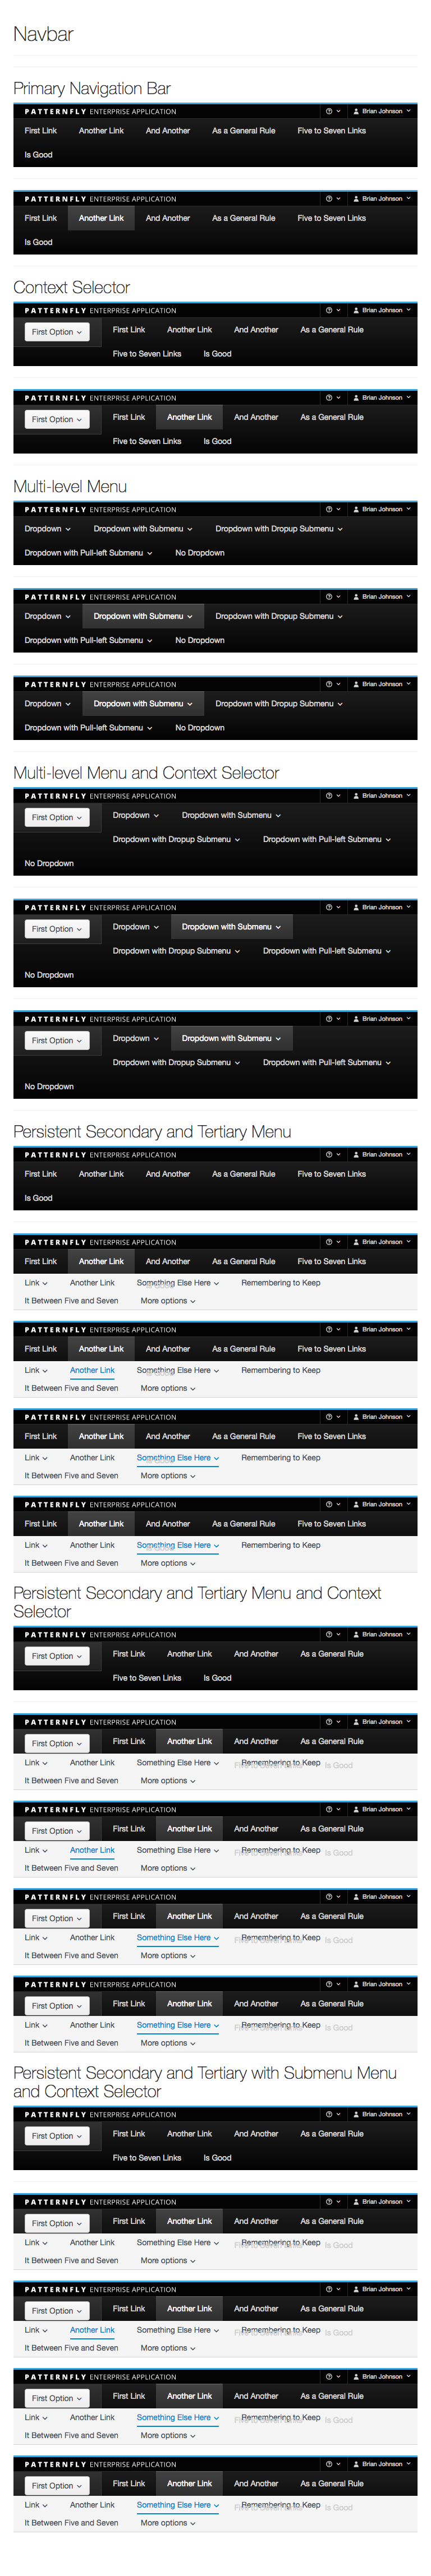 Navbar
Primary Navigation Bar
PATTERNFLY ENTERPRISE APPLICATION Brian Johnson
First Link Another Link And Another As a General Rule Five to Seven Links
Is Good
PATTERNFLY ENTERPRISE APPLICATION Brian Johnson
First Link Another Link And Another As a General Rule Five to Seven Links
Is Good
Context Selector
PATTERNFLY ENTERPRISE APPLICATION Brian Johnson
First Option First Link Another Link And Another As a General Rule
Five to Seven Links Is Good
PATTERNFLY ENTERPRISE APPLICATION Brian Johnson
First Option First Link Another Link And Another As a General Rule
Five to Seven Links Is Good
Multi-level Menu
PATTERNFLY ENTERPRISE APPLICATION Brian Johnson
Dropdown Dropdown with Submenu Dropdown with Dropup Submenu
Dropdown with Pull-left Submenu No Dropdown
PATTERNFLY ENTERPRISE APPLICATION Brian Johnson
Dropdown Dropdown with Submenu Dropdown with Dropup Submenu
Dropdown with Pull-left Submenu No Dropdown
PATTERNFLY ENTERPRISE APPLICATION Brian Johnson
Dropdown Dropdown with Submenu Dropdown with Dropup Submenu
Dropdown with Pull-left Submenu No Dropdown
Multi-level Menu and Context Selector
PATTERNFLY ENTERPRISE APPLICATION Brian Johnson
First Option Dropdown Dropdown with Submenu
Dropdown with Dropup Submenu Dropdown with Pull-left Submenu
No Dropdown
PATTERNFLY ENTERPRISE APPLICATION Brian Johnson
First Option Dropdown Dropdown with Submenu
Dropdown with Dropup Submenu Dropdown with Pull-left Submenu
No Dropdown
PATTERNFLY ENTERPRISE APPLICATION Brian Johnson
First Option Dropdown Dropdown with Submenu
Dropdown with Dropup Submenu Dropdown with Pull-left Submenu
No Dropdown
Persistent Secondary and Tertiary Menu
PATTERNFLY ENTERPRISE APPLICATION Brian Johnson
First Link Another Link And Another As a General Rule Five to Seven Links
Is Good
PATTERNFLY ENTERPRISE APPLICATION Brian Johnson
First Link Another Link And Another As a General Rule Five to Seven Links
Link Another Link Something Else Here Remembering to Keep
It Between Five and Seven More options
PATTERNFLY ENTERPRISE APPLICATION Brian Johnson
First Link Another Link And Another As a General Rule Five to Seven Links
Link Another Link Something Else Here Remembering to Keep
It Between Five and Seven More options
PATTERNFLY ENTERPRISE APPLICATION Brian Johnson
First Link Another Link And Another As a General Rule Five to Seven Links
Link Another Link Something Else Here Remembering to Keep
It Between Five and Seven More options
PATTERNFLY ENTERPRISE APPLICATION Brian Johnson
First Link Another Link And Another As a General Rule Five to Seven Links
Link Another Link Something Else Here Remembering to Keep
It Between Five and Seven More options
Persistent Secondary and Tertiary Menu and Context
Selector
PATTERNFLY ENTERPRISE APPLICATION Brian Johnson
First Option First Link Another Link And Another As a General Rule
Five to Seven Links Is Good
PATTERNFLY ENTERPRISE APPLICATION Brian Johnson
First Option First Link Another Link And Another As a General Rule
Link Another Link Something Else Here Remembering to Keep Is Good
It Between Five and Seven More options
PATTERNFLY ENTERPRISE APPLICATION Brian Johnson
First Option First Link Another Link And Another As a General Rule
Link Another Link Something Else Here Remembering to Keep Is Good
It Between Five and Seven More options
PATTERNFLY ENTERPRISE APPLICATION Brian Johnson
First Option First Link Another Link And Another As a General Rule
Link Another Link Something Else Here Remembering to Keep Is Good
It Between Five and Seven More options
PATTERNFLY ENTERPRISE APPLICATION Brian Johnson
First Option First Link Another Link And Another As a General Rule
Link Another Link Something Else Here Remembering to Keep Is Good
It Between Five and Seven More options
Persistent Secondary and Tertiary with Submenu Menu
and Context Selector
PATTERNFLY ENTERPRISE APPLICATION Brian Johnson
First Option First Link Another Link And Another As a General Rule
Five to Seven Links Is Good
PATTERNFLY ENTERPRISE APPLICATION Brian Johnson
First Option First Link Another Link And Another As a General Rule
Link Another Link Something Else Here Remembering to Keep Is Good
It Between Five and Seven More options
PATTERNFLY ENTERPRISE APPLICATION Brian Johnson
First Option First Link Another Link And Another As a General Rule
Link Another Link Something Else Here Remembering to Keep Is Good
It Between Five and Seven More options
PATTERNFLY ENTERPRISE APPLICATION Brian Johnson
First Option First Link Another Link And Another As a General Rule
Link Another Link Something Else Here Remembering to Keep Is Good
It Between Five and Seven More options
PATTERNFLY ENTERPRISE APPLICATION Brian Johnson
First Option First Link Another Link And Another As a General Rule
Link Another Link Something Else Here Remembering to Keep Is Good
It Between Five and Seven More options